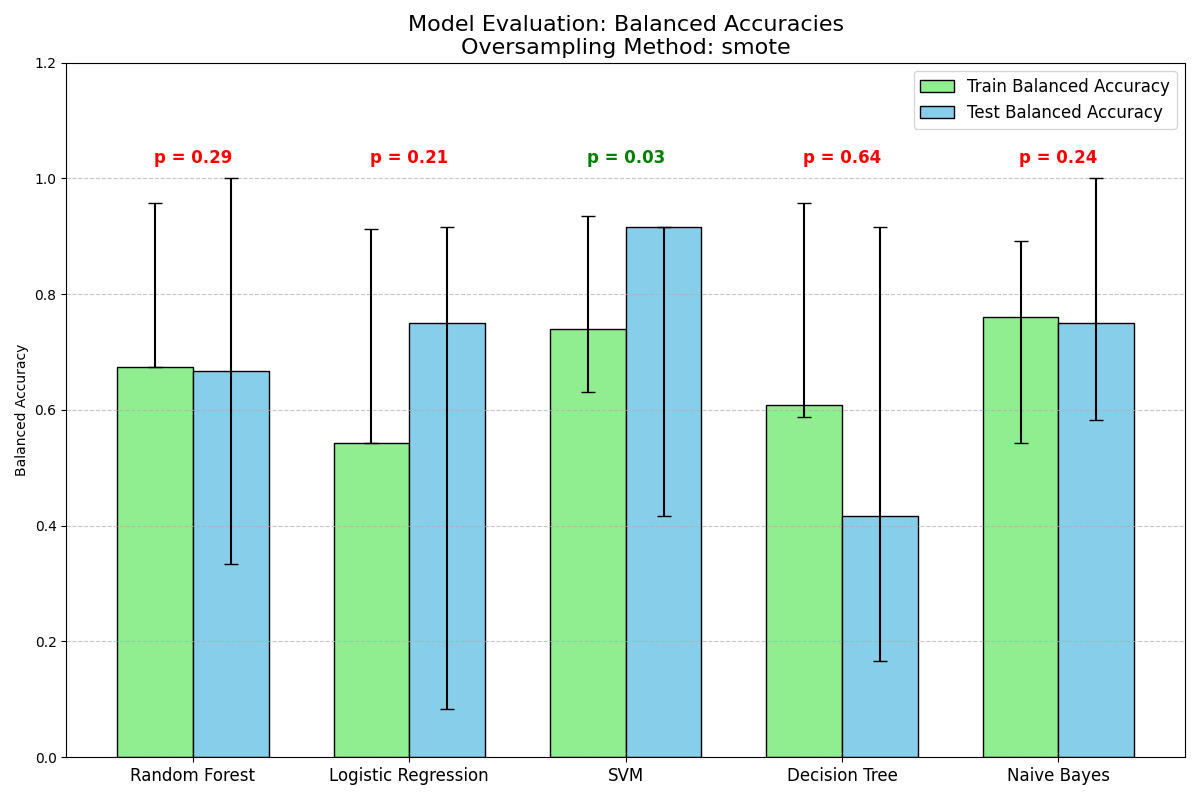 Model Evaluation: Balanced Accuracies
Oversampling Method: smote
Train Balanced Accuracy
Test Balanced Accuracy
p = 0.29
p = 0.21
p = 0.03
p = 0.64
p = 0.24
Balanced Accuracy
1.2
1.0
0.8
0.6
0.4
0.2
0.0
Random Forest
Logistic Regression
SVM
Decision Tree
Naive Bayes